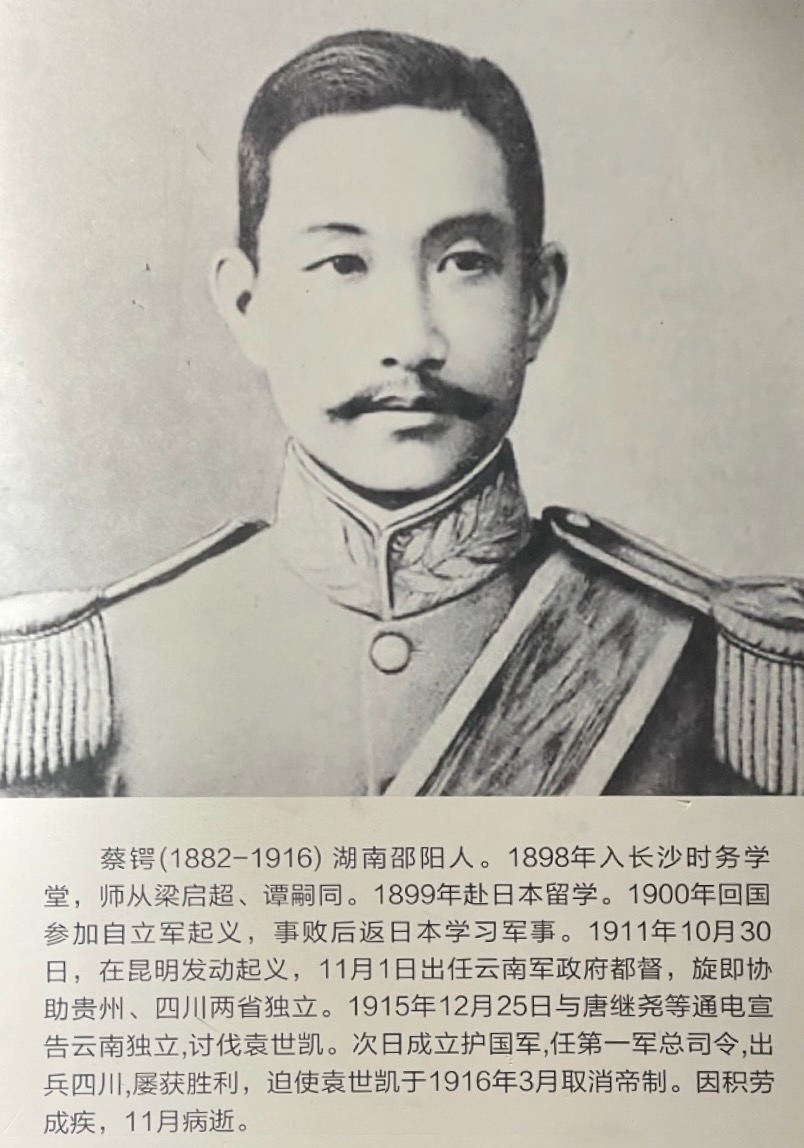 蔡锷(1882-1916) 湖南邵阳人。1898年入长沙时务学
堂，师从梁启超、谭嗣同。1899年赴日本留学。1900年回国
参加自立军起义，事败后返日本学习军事。1911年10月30
日，在昆明发动起义，11月1日出任云南军政府都督，旋即协
助贵州、四川两省独立。1915年12月25日与唐继尧等通电宣
告云南独立,讨伐袁世凯。次日成立护国军,任第一军总司令,出
兵四川,屡获胜利，迫使袁世凯于1916年3月取消帝制。因积劳
成疾，11月病逝。